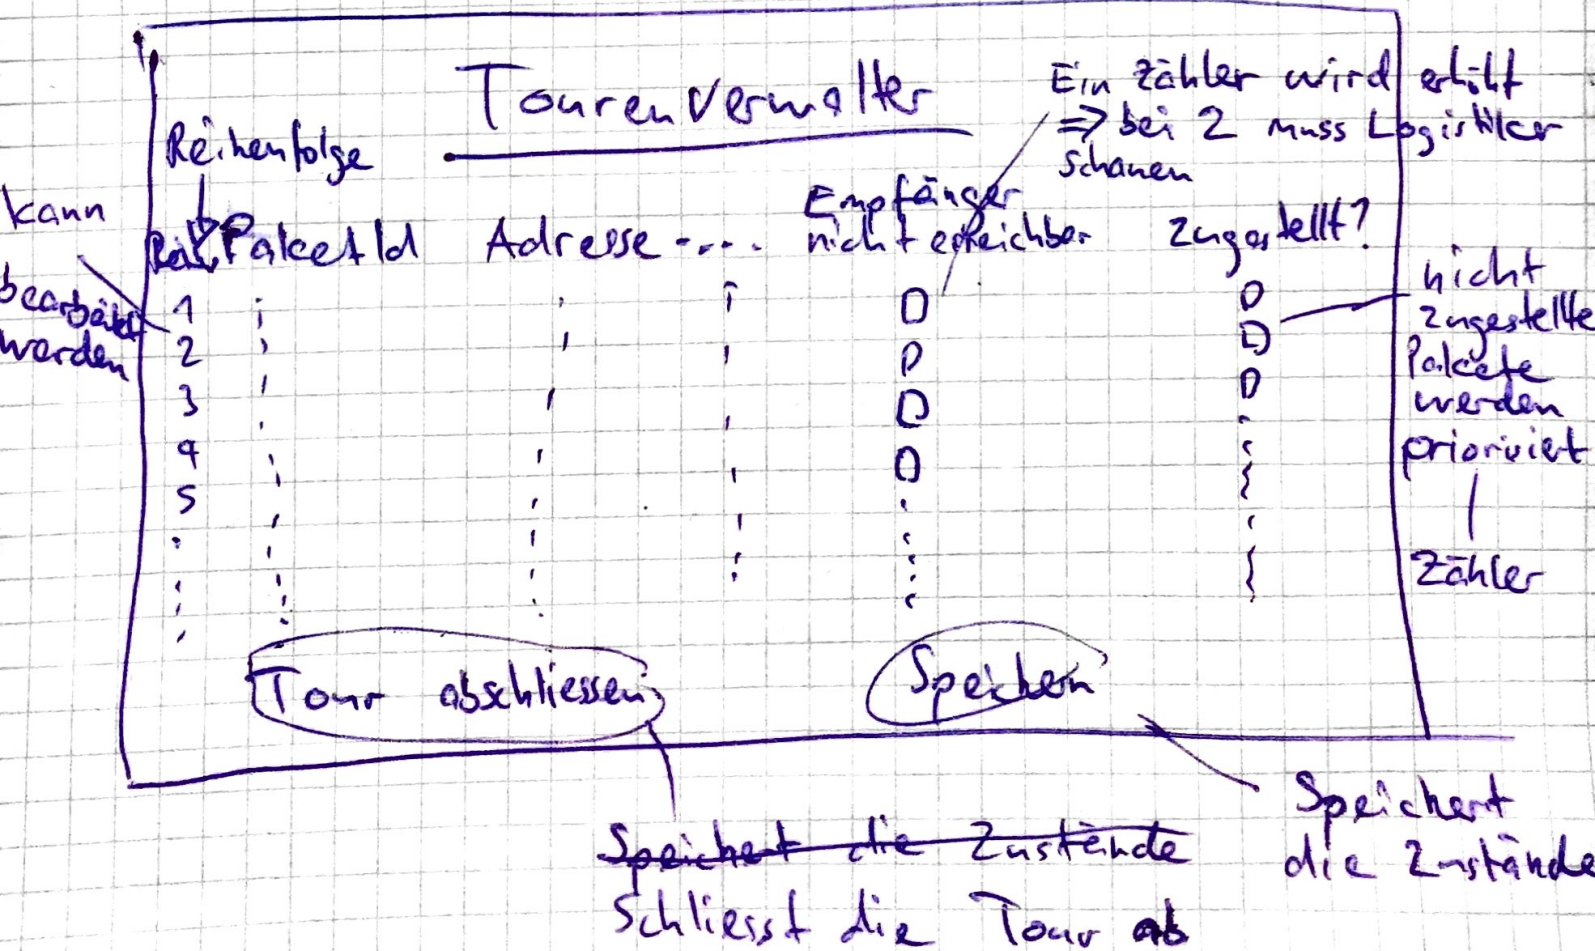 Tourenverwalter
Ein Zähler wird erhöht
=> bei 2 muss Logistiker
schauen
Reihenfolge
kann
bearbeitet
werden
PaketId
Adresse ....
Empfänger
nicht erreichbar
zugestellt?
1
2
3
4
5
nicht
zugestellte
Pakete
werden
priorisiert
Zähler
Tour abschliessen
Speichern
Speichert die Zustände
Schliesst die Tour ab
Speichert
die Zustände